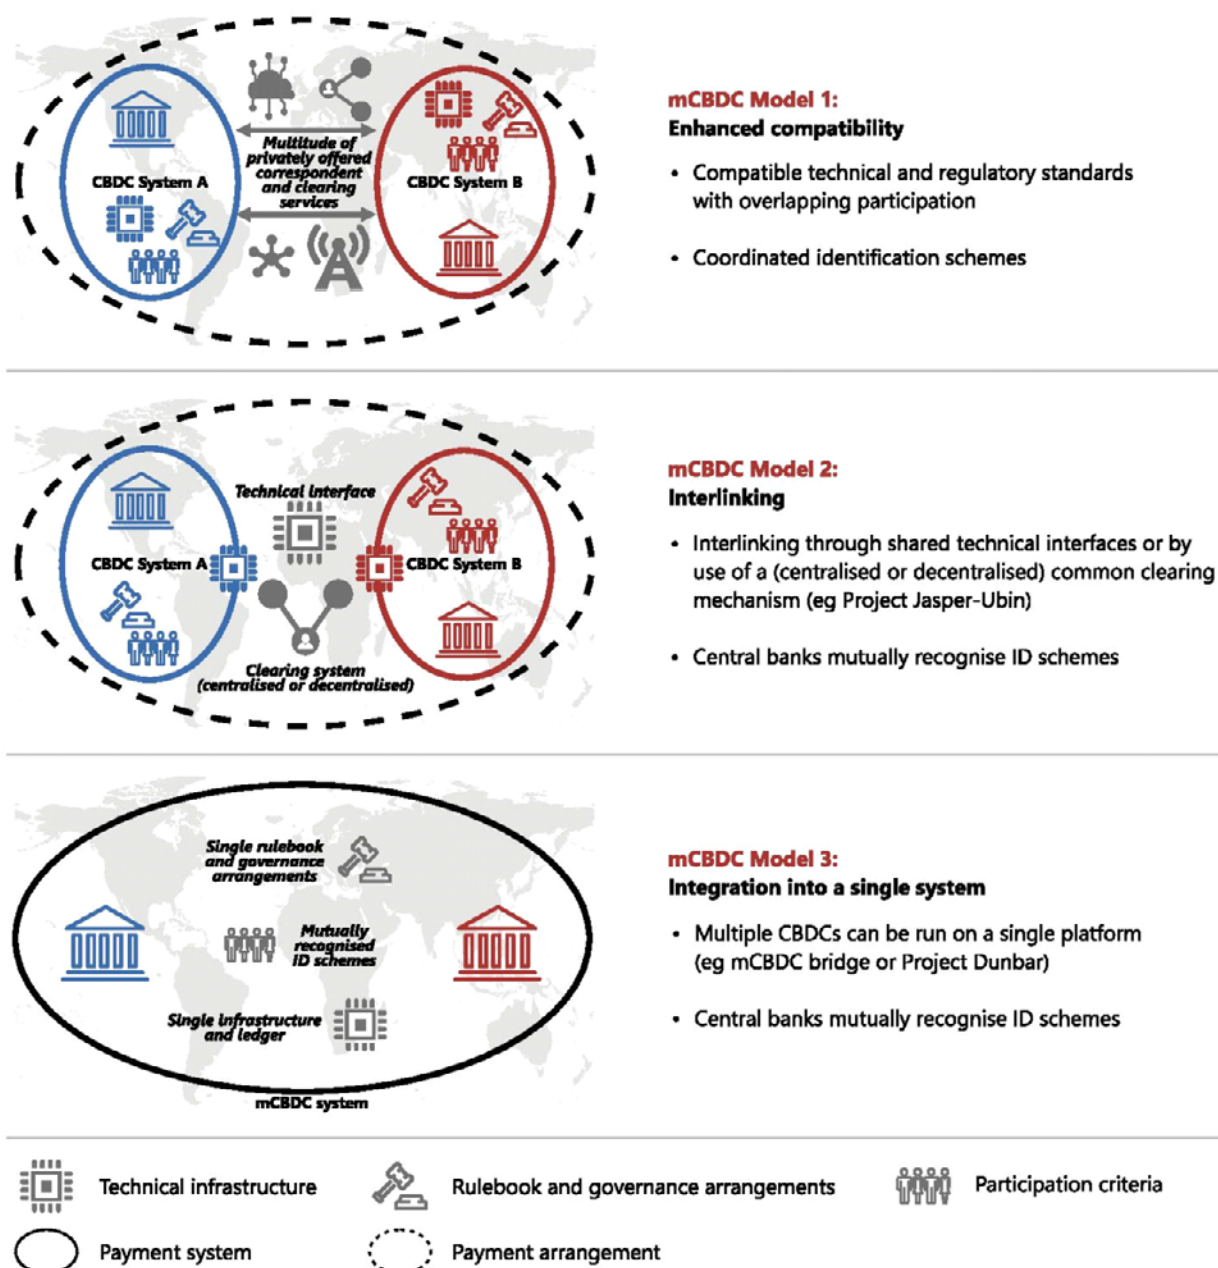 CBDC System A
Multitude of
privately offered
correspondent
and clearing
services
CBDC System B
mCBDC Model 1:
Enhanced compatibility
• Compatible technical and regulatory standards
with overlapping participation
• Coordinated identification schemes
Technical interface
CBDC System A
CBDC System B
Clearing system
(centralised or decentralised)
mCBDC Model 2:
Interlinking
• Interlinking through shared technical interfaces or by
use of a (centralised or decentralised) common clearing
mechanism (eg Project Jasper-Ubin)
• Central banks mutually recognise ID schemes
Single rulebook
and governance
arrangements
Mutually
recognised
ID schemes
Single infrastructure
and ledger
mCBDC system
mCBDC Model 3:
Integration into a single system
• Multiple CBDCs can be run on a single platform
(eg mCBDC bridge or Project Dunbar)
• Central banks mutually recognise ID schemes
Technical infrastructure
Rulebook and governance arrangements
Participation criteria
Payment system
Payment arrangement